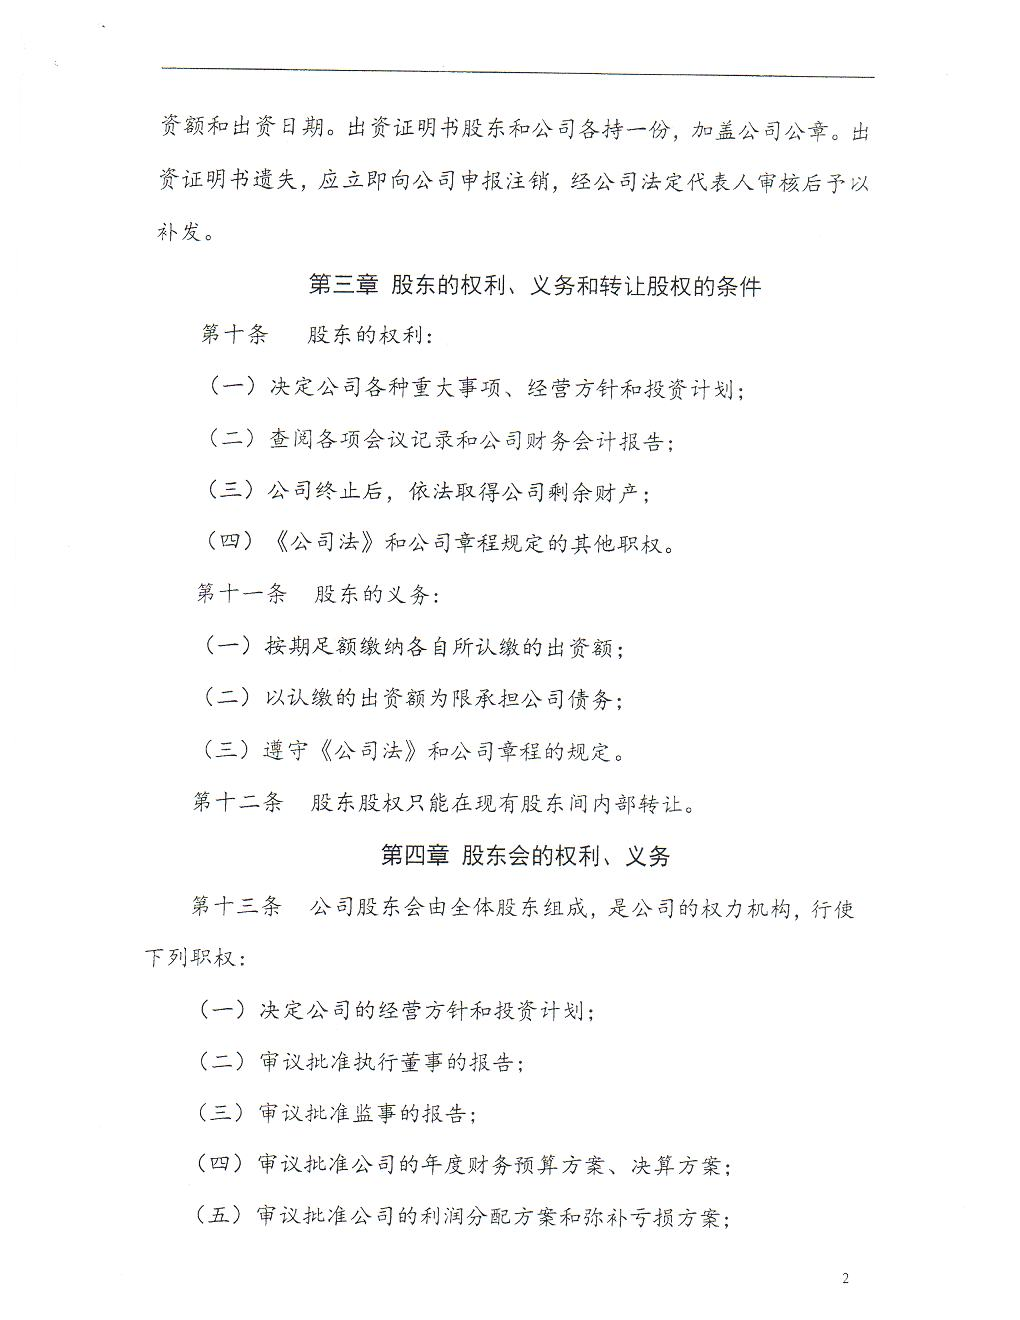 资额和出资日期。出资证明书股东和公司各持一份，加盖公司公章。出
资证明书遗失，应立即向公司申报注销，经公司法定代表人审核后予以
补发。
第三章 股东的权利、义务和转让股权的条件
第十条 股东的权利：
（一）决定公司各种重大事项、经营方针和投资计划；
（二）查阅各项会议记录和公司财务会计报告；
（三）公司终止后，依法取得公司剩余财产；
（四）《公司法》和公司章程规定的其他职权。
第十一条 股东的义务：
（一）按期足额缴纳各自所认缴的出资额；
（二）以认缴的出资额为限承担公司债务；
（三）遵守《公司法》和公司章程的规定。
第十二条 股东股权只能在现有股东间内部转让。
第四章 股东会的权利、义务
第十三条 公司股东会由全体股东组成，是公司的权力机构，行使
下列职权：
（一）决定公司的经营方针和投资计划；
（二）审议批准执行董事的报告；
（三）审议批准监事的报告；
（四）审议批准公司的年度财务预算方案、决算方案；
（五）审议批准公司的利润分配方案和弥补亏损方案；
2